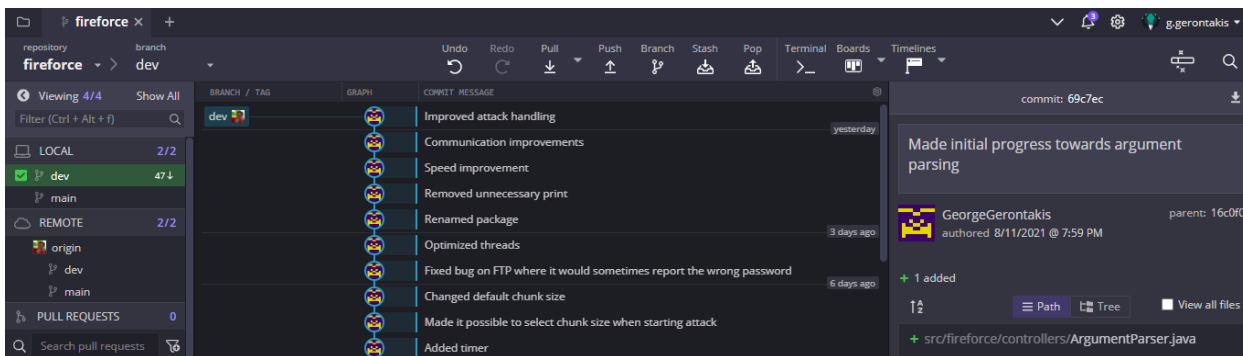 fireforce × +
3
g.gerontakis
repository
fireforce
branch
dev
Undo Redo Pull Push Branch Stash Pop Terminal Boards Timelines
Viewing 4/4 Show All
Filter (Ctrl + Alt + f)
LOCAL 2/2
dev 47↓
main
REMOTE 2/2
origin
dev
main
PULL REQUESTS 0
Search pull requests
BRANCH / TAG GRAPH COMMIT MESSAGE
dev Improved attack handling
yesterday
Communication improvements
Speed improvement
Removed unnecessary print
Renamed package
3 days ago
Optimized threads
Fixed bug on FTP where it would sometimes report the wrong password
6 days ago
Changed default chunk size
Made it possible to select chunk size when starting attack
Added timer
commit: 69c7ec
Made initial progress towards argument
parsing
GeorgeGerontakis
authored 8/11/2021 @ 7:59 PM
parent: 16c0f0
+ 1 added
Path Tree View all files
+ src/fireforce/controllers/ArgumentParser.java